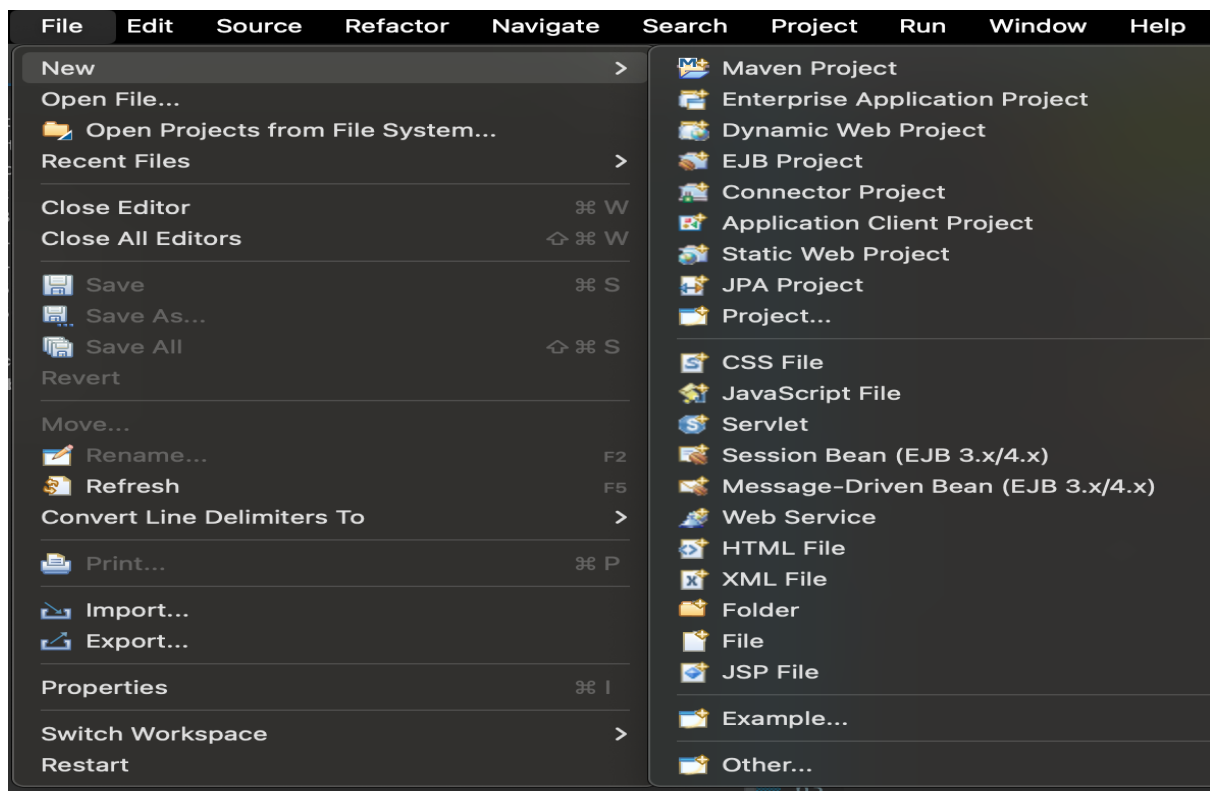 File Edit Source Refactor Navigate Search Project Run Window Help
New >
Open File...
Open Projects from File System...
Recent Files >
Close Editor ⌘ W
Close All Editors ⇧ ⌘ W
Save ⌘ S
Save As...
Save All ⇧ ⌘ S
Revert
Move...
Rename... F2
Refresh F5
Convert Line Delimiters To >
Print... ⌘ P
Import...
Export...
Properties ⌘ I
Switch Workspace >
Restart
Maven Project
Enterprise Application Project
Dynamic Web Project
EJB Project
Connector Project
Application Client Project
Static Web Project
JPA Project
Project...
CSS File
JavaScript File
Servlet
Session Bean (EJB 3.x/4.x)
Message-Driven Bean (EJB 3.x/4.x)
Web Service
HTML File
XML File
Folder
File
JSP File
Example...
Other...